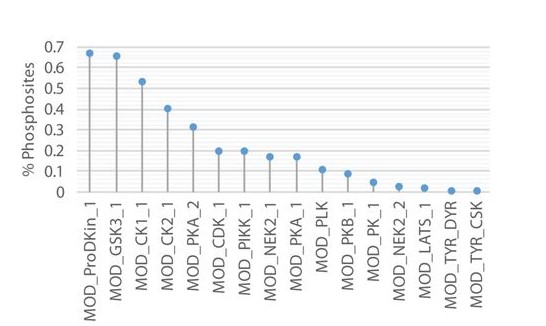 % Phosphosites
0.7
0.6
0.5
0.4
0.3
0.2
0.1
0
MOD_ProDKin_1
MOD_GSK3_1
MOD_CK1_1
MOD_CK2_1
MOD_PKA_2
MOD_CDK_1
MOD_PIKK_1
MOD_NEK2_1
MOD_PKA_1
MOD_PLK
MOD_PKB_1
MOD_PK_1
MOD_NEK2_2
MOD_LATS_1
MOD_TYR_DYR
MOD_TYR_CSK